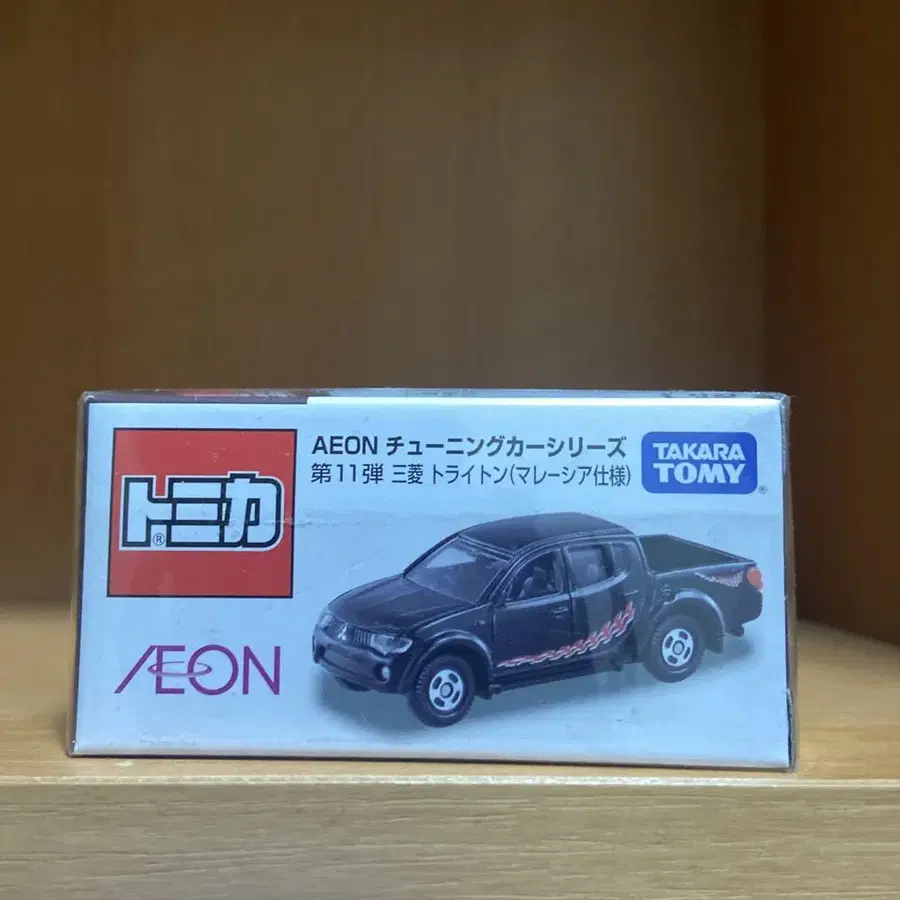 トミカ
®
AEON チューニングカーシリーズ
第11弾 三菱 トライトン(マレーシア仕様)
TAKARA
TOMY
®
ÆON